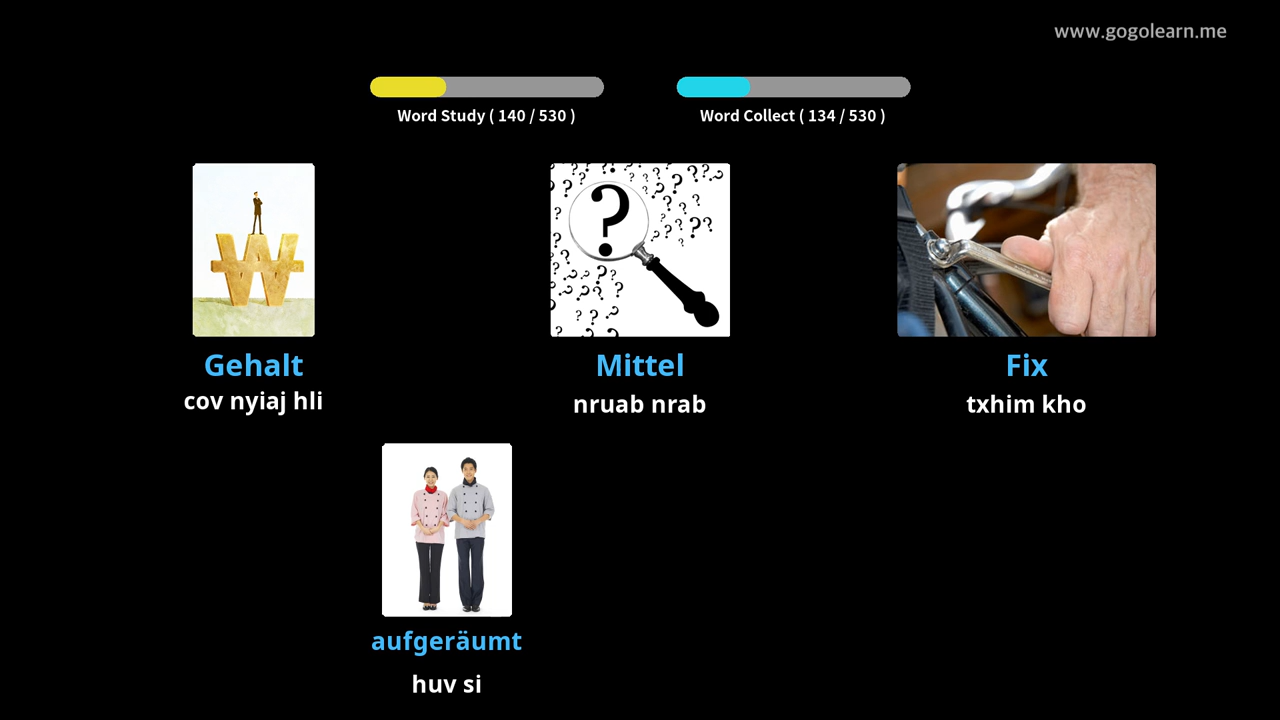 www.gogolearn.me
Word Study ( 140 / 530 )
Word Collect ( 134 / 530 )
Gehalt
cov nyiaj hli
Mittel
nruab nrab
Fix
txhim kho
aufgeräumt
huv si